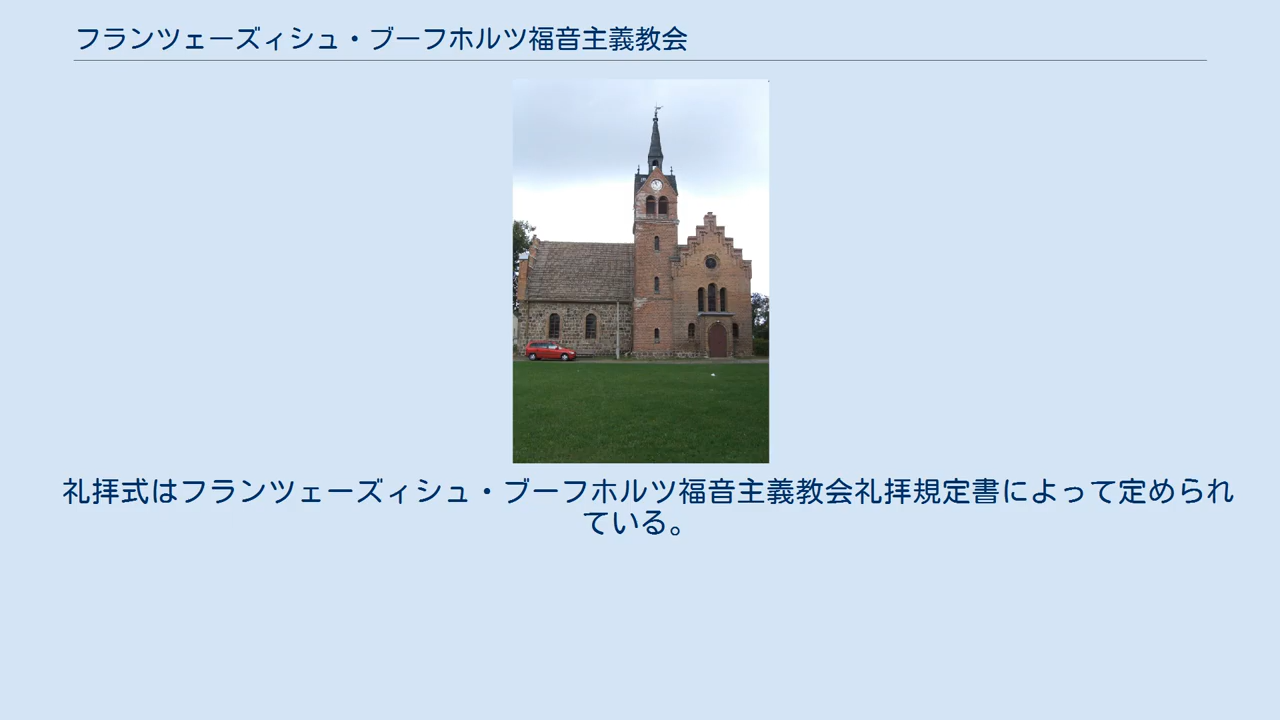 フランツェーズィシュ・ブーフホルツ福音主義教会
礼拝式はフランツェーズィシュ・ブーフホルツ福音主義教会礼拝規定書によって定められ
ている。